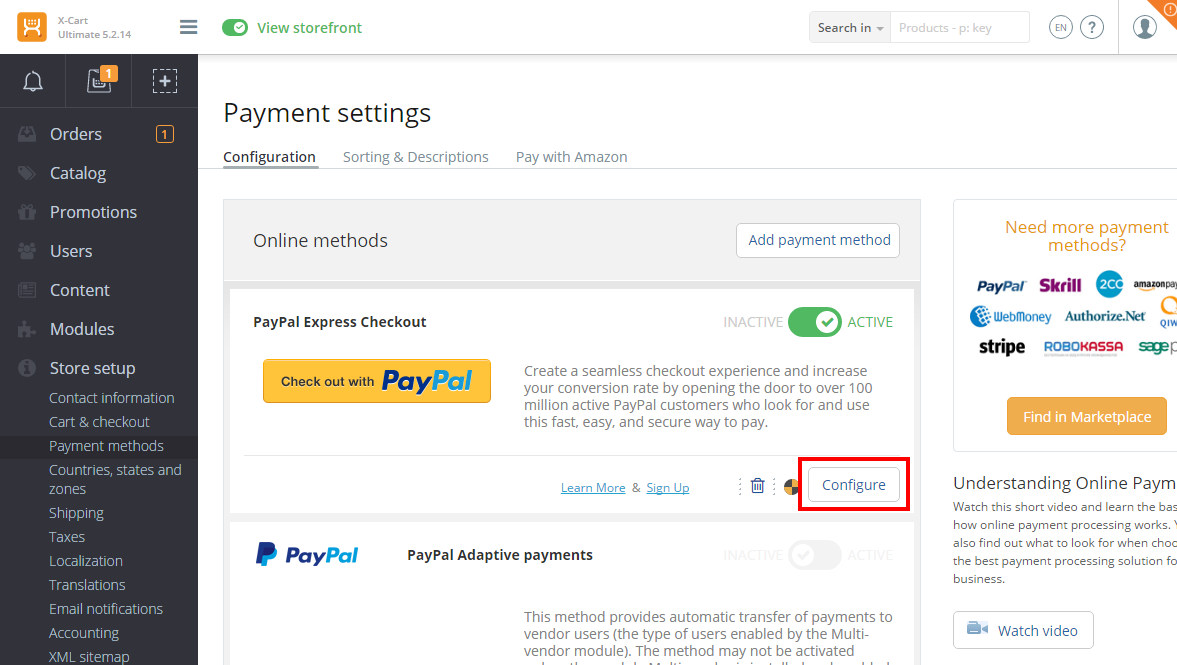 X-Cart
Ultimate 5.2.14
View storefront
Search in
Products - p: key
EN
?
1
Orders
1
Catalog
Promotions
Users
Content
Modules
Store setup
Contact information
Cart & checkout
Payment methods
Countries, states and
zones
Shipping
Taxes
Localization
Translations
Email notifications
Accounting
XML sitemap
Payment settings
Configuration
Sorting & Descriptions
Pay with Amazon
Online methods
Add payment method
PayPal Express Checkout
INACTIVE
ACTIVE
Check out with PayPal
Create a seamless checkout experience and increase
your conversion rate by opening the door to over 100
million active PayPal customers who look for and use
this fast, easy, and secure way to pay.
Learn More & Sign Up
Configure
PayPal
PayPal Adaptive payments
INACTIVE
ACTIVE
This method provides automatic transfer of payments to
vendor users (the type of users enabled by the Multi-
vendor module). The method may not be activated
Need more payment
methods?
PayPal Skrill 2CO amazonpay
WebMoney Authorize.Net QIW
stripe ROBOKASSA sagep
Find in Marketplace
Understanding Online Paym
Watch this short video and learn the bas
how online payment processing works. Y
also find out what to look for when choo
the best payment processing solution fo
business.
Watch video